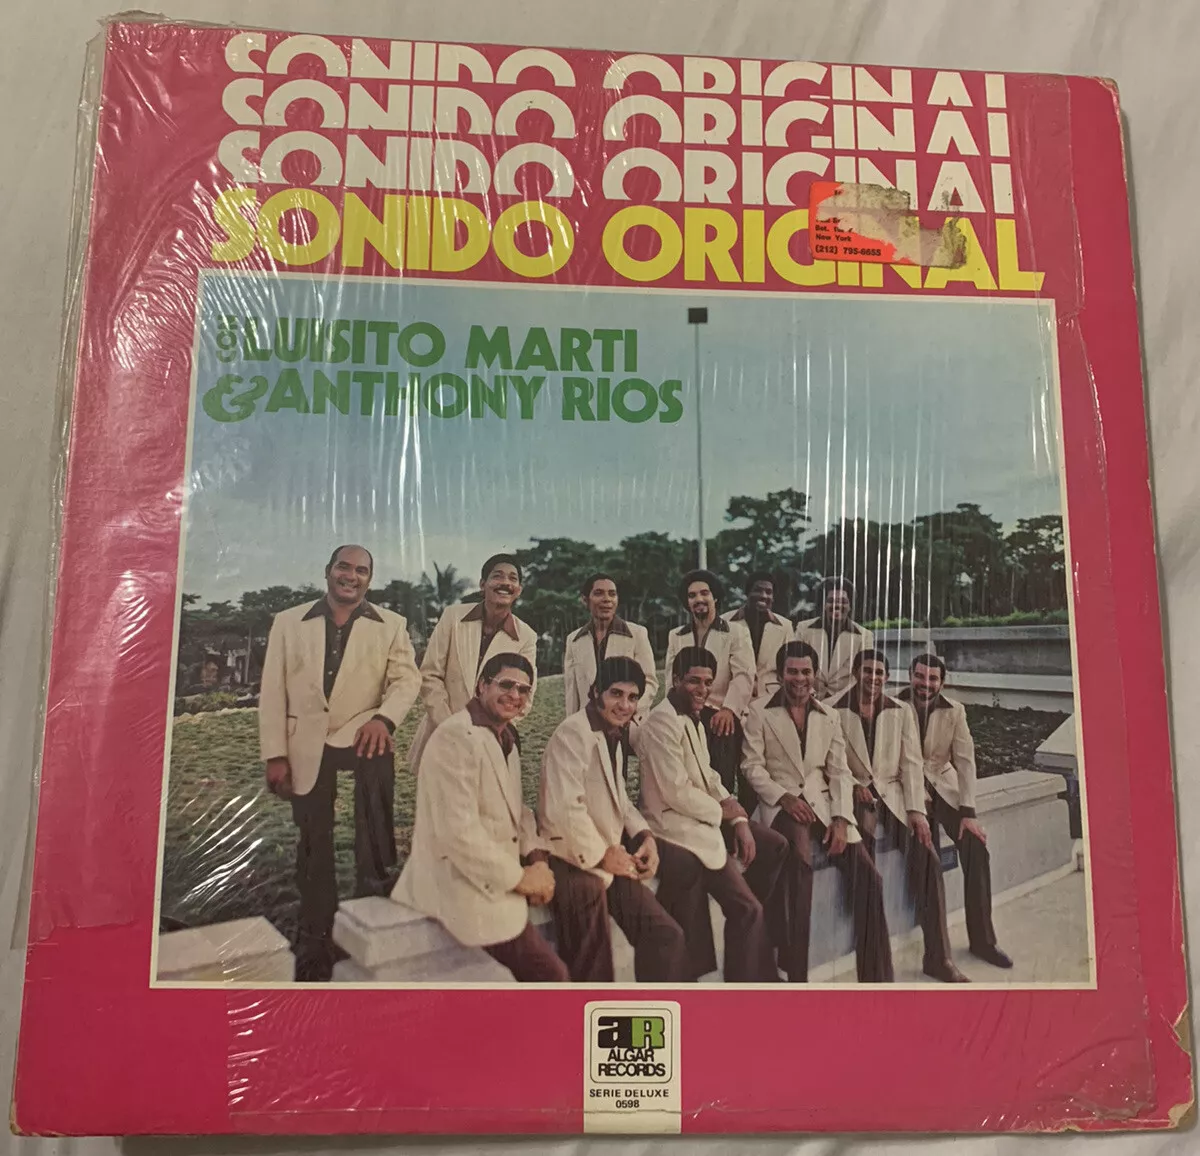 SONIDO ORIGINAL
SONIDO ORIGINAL
SONIDO ORIGINAL
SONIDO ORIGINAL
New York
(212) 795-6655
CON LUISITO MARTI
& ANTHONY RIOS
aR
ALGAR
RECORDS
SERIE DELUXE
0598